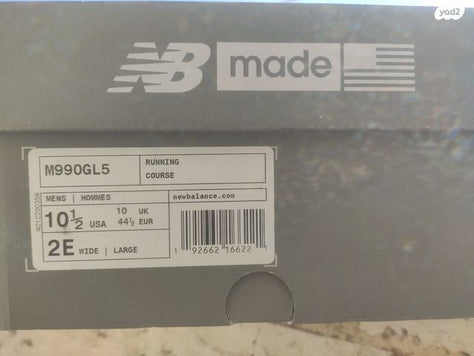 yad2
NB made
M990GL5
RUNNING
COURSE
MENS | HOMMES
newbalance.com
10½ USA
10 UK
44½ EUR
2E WIDE | LARGE
1 92662 16622 1